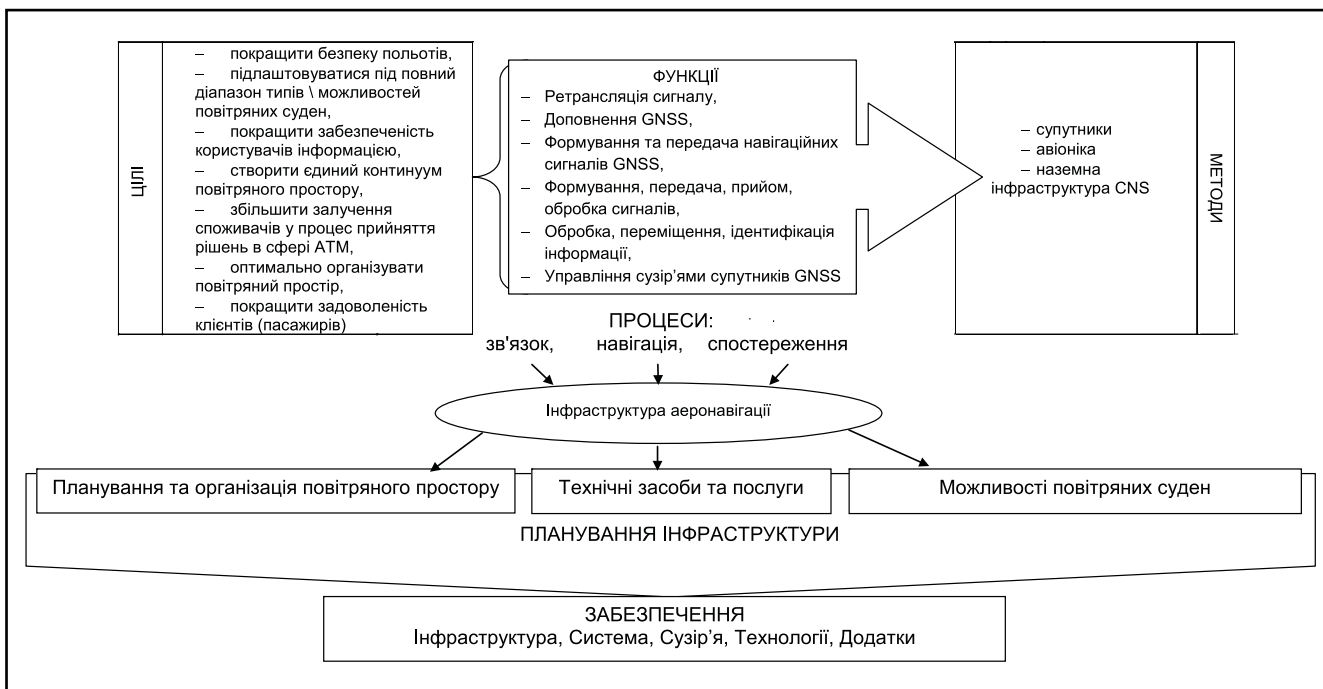 ЦІЛІ
– покращити безпеку польотів,
– підлаштовуватися під повний
діапазон типів \ можливостей
повітряних суден,
– покращити забезпеченість
користувачів інформацією,
– створити єдиний континуум
повітряного простору,
– збільшити залучення
споживачів у процес прийняття
рішень в сфері АТМ,
– оптимально організувати
повітряний простір,
– покращити задоволеність
клієнтів (пасажирів)
ФУНКЦІЇ
– Ретрансляція сигналу,
– Доповнення GNSS,
– Формування та передача навігаційних
сигналів GNSS,
– Формування, передача, прийом,
обробка сигналів,
– Обробка, переміщення, ідентифікація
інформації,
– Управління сузір’ями супутників GNSS
– супутники
– авіоніка
– наземна
інфраструктура CNS
МЕТОДИ
ПРОЦЕСИ:
зв'язок, навігація, спостереження
Інфраструктура аеронавігації
Планування та організація повітряного простору
Технічні засоби та послуги
Можливості повітряних суден
ПЛАНУВАННЯ ІНФРАСТРУКТУРИ
ЗАБЕЗПЕЧЕННЯ
Інфраструктура, Система, Сузір’я, Технології, Додатки